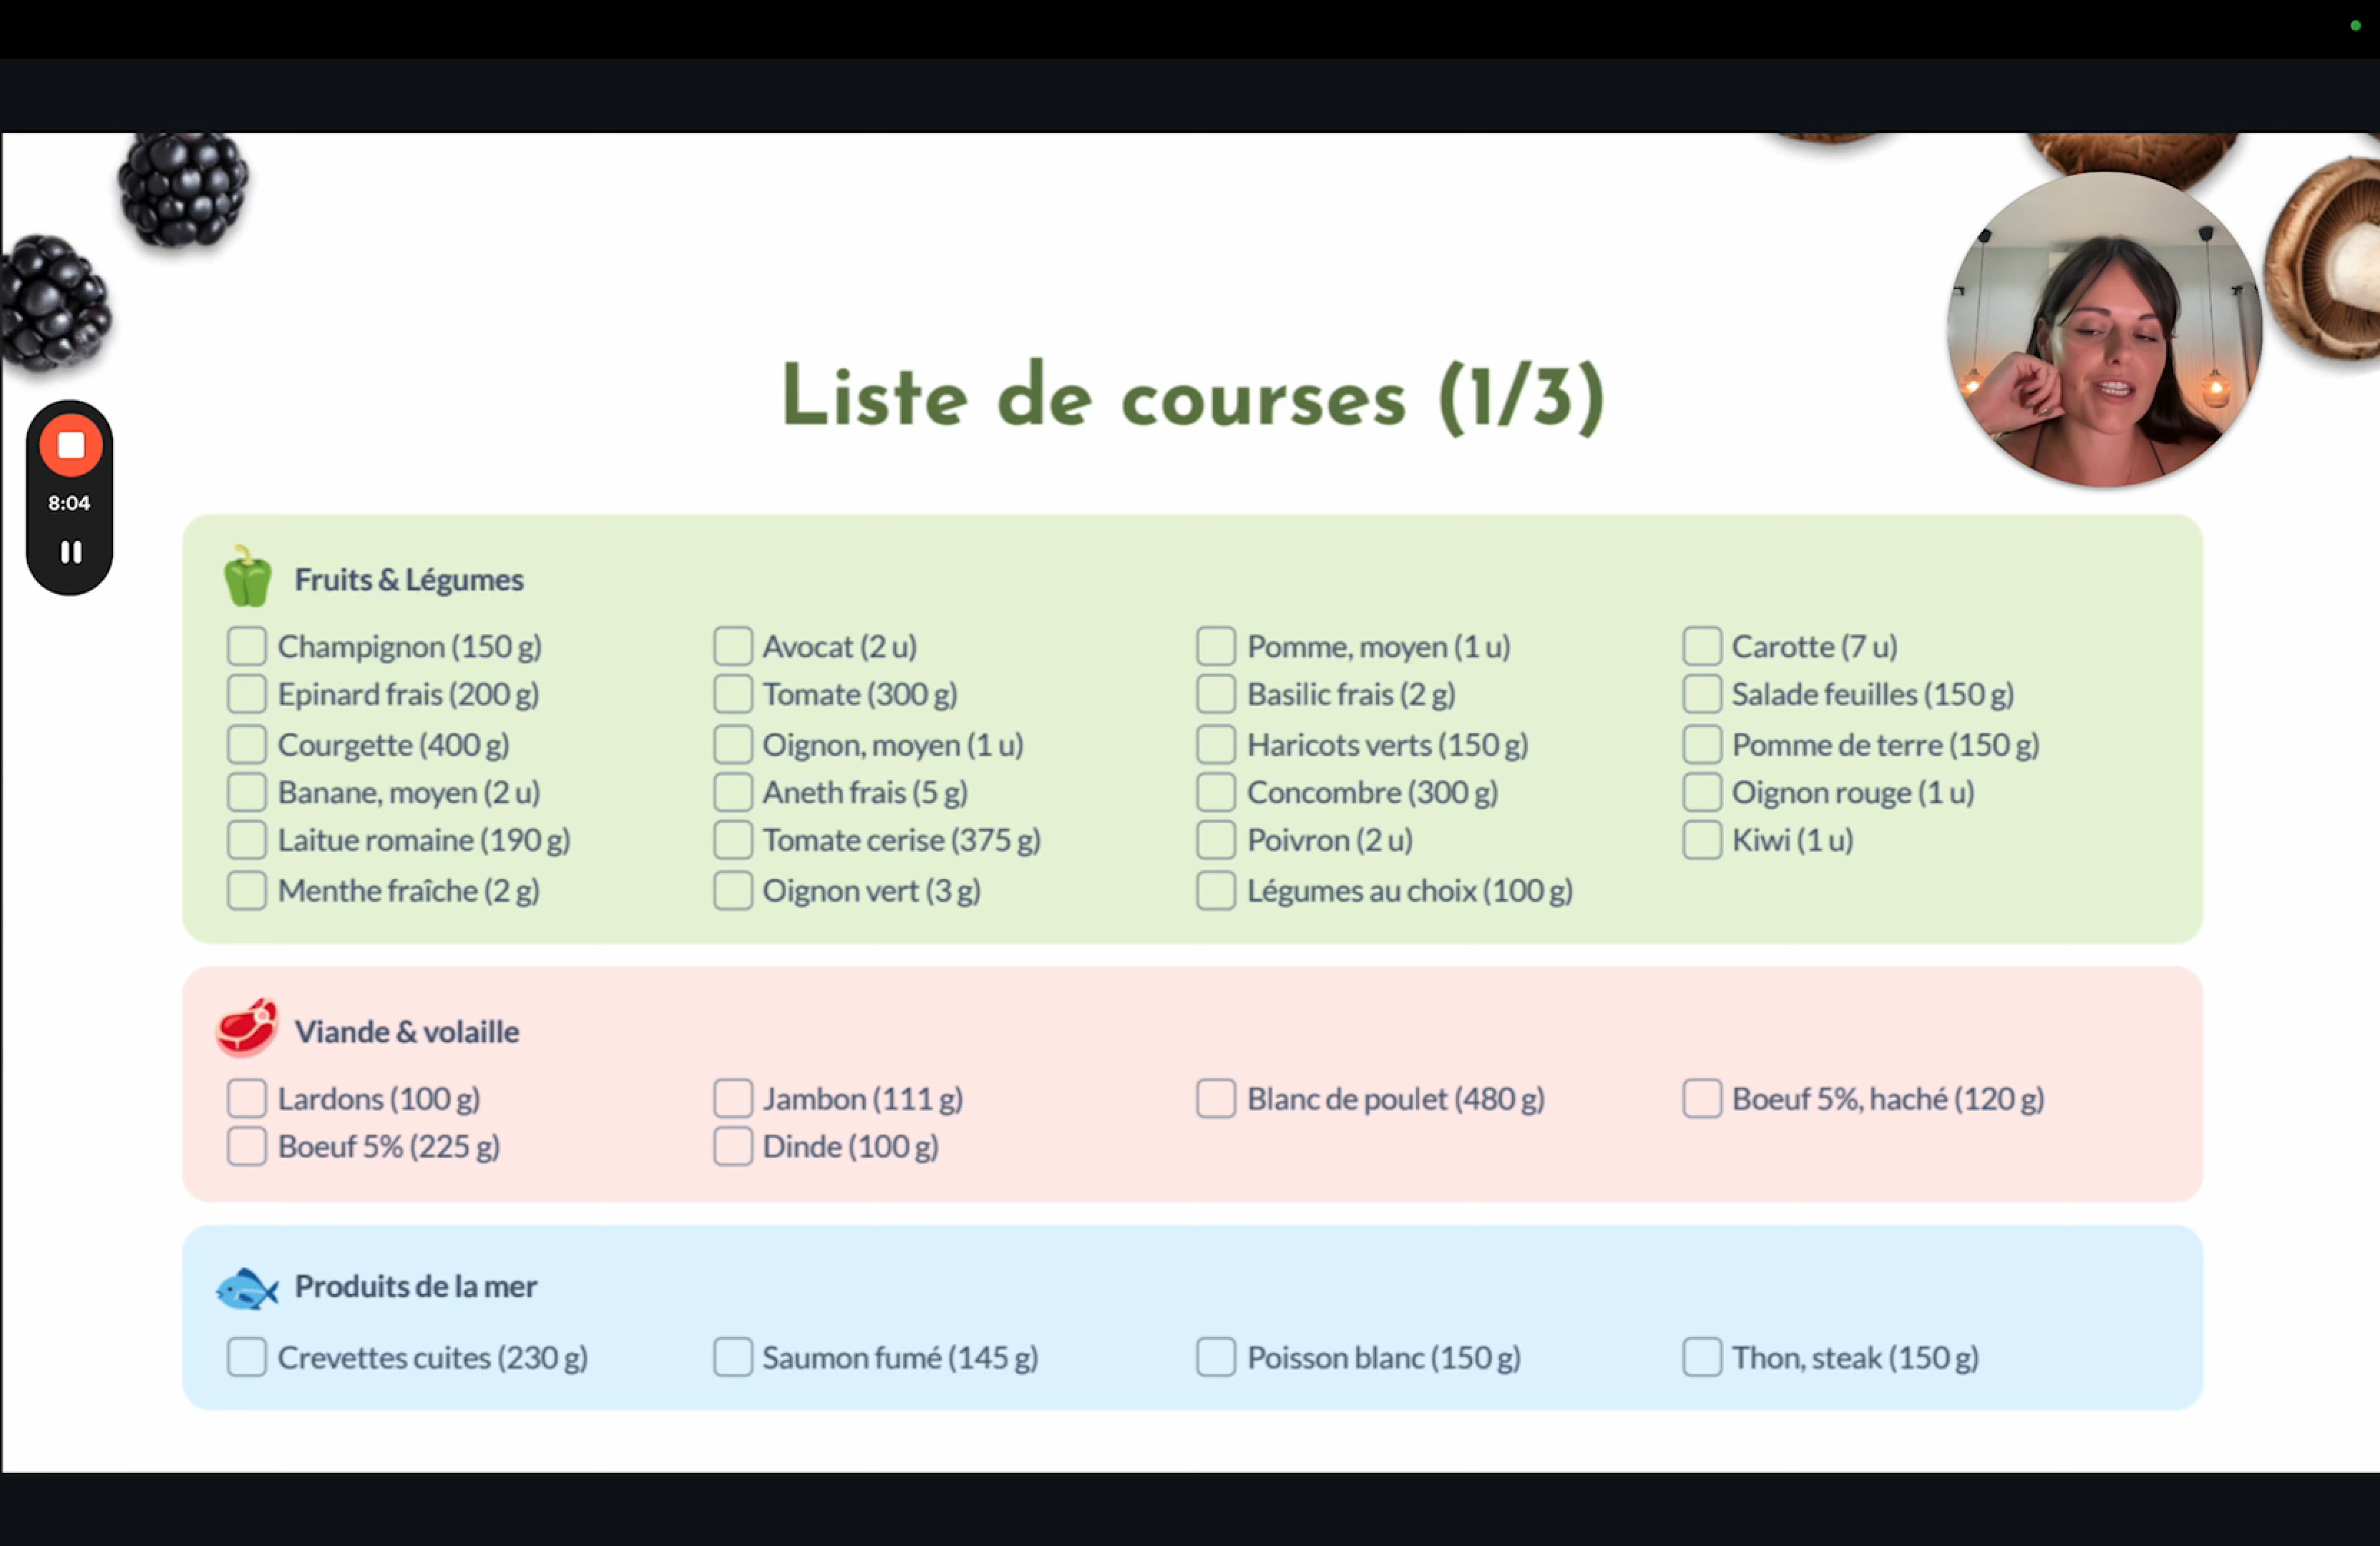 Liste de courses (1/3)
8:04
Fruits & Légumes
Champignon (150 g)
Avocat (2 u)
Pomme, moyen (1 u)
Carotte (7 u)
Epinard frais (200 g)
Tomate (300 g)
Basilic frais (2 g)
Salade feuilles (150 g)
Courgette (400 g)
Oignon, moyen (1 u)
Haricots verts (150 g)
Pomme de terre (150 g)
Banane, moyen (2 u)
Aneth frais (5 g)
Concombre (300 g)
Oignon rouge (1 u)
Laitue romaine (190 g)
Tomate cerise (375 g)
Poivron (2 u)
Kiwi (1 u)
Menthe fraîche (2 g)
Oignon vert (3 g)
Légumes au choix (100 g)
Viande & volaille
Lardons (100 g)
Jambon (111 g)
Blanc de poulet (480 g)
Boeuf 5%, haché (120 g)
Boeuf 5% (225 g)
Dinde (100 g)
Produits de la mer
Crevettes cuites (230 g)
Saumon fumé (145 g)
Poisson blanc (150 g)
Thon, steak (150 g)